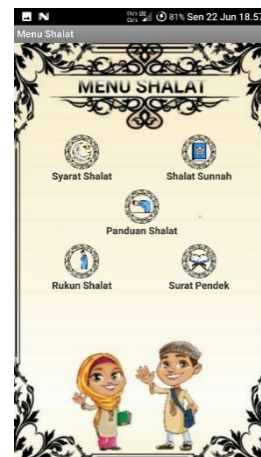 81% Sen 22 Jun 18.57
Menu Shalat
MENU SHALAT
Syarat Shalat
Shalat Sunnah
Panduan Shalat
Rukun Shalat
Surat Pendek